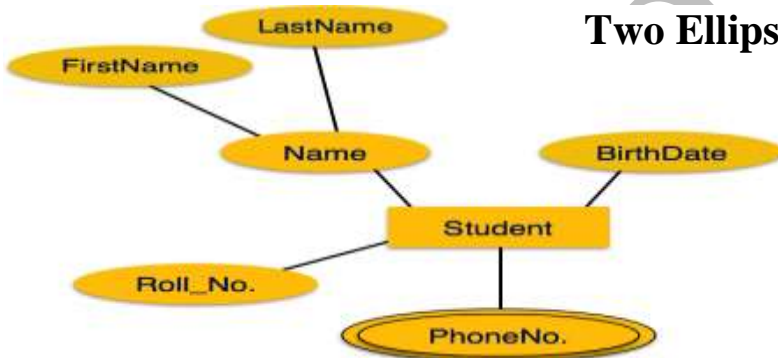 LastName
Two Ellips
FirstName
Name
BirthDate
Student
Roll_No.
PhoneNo.